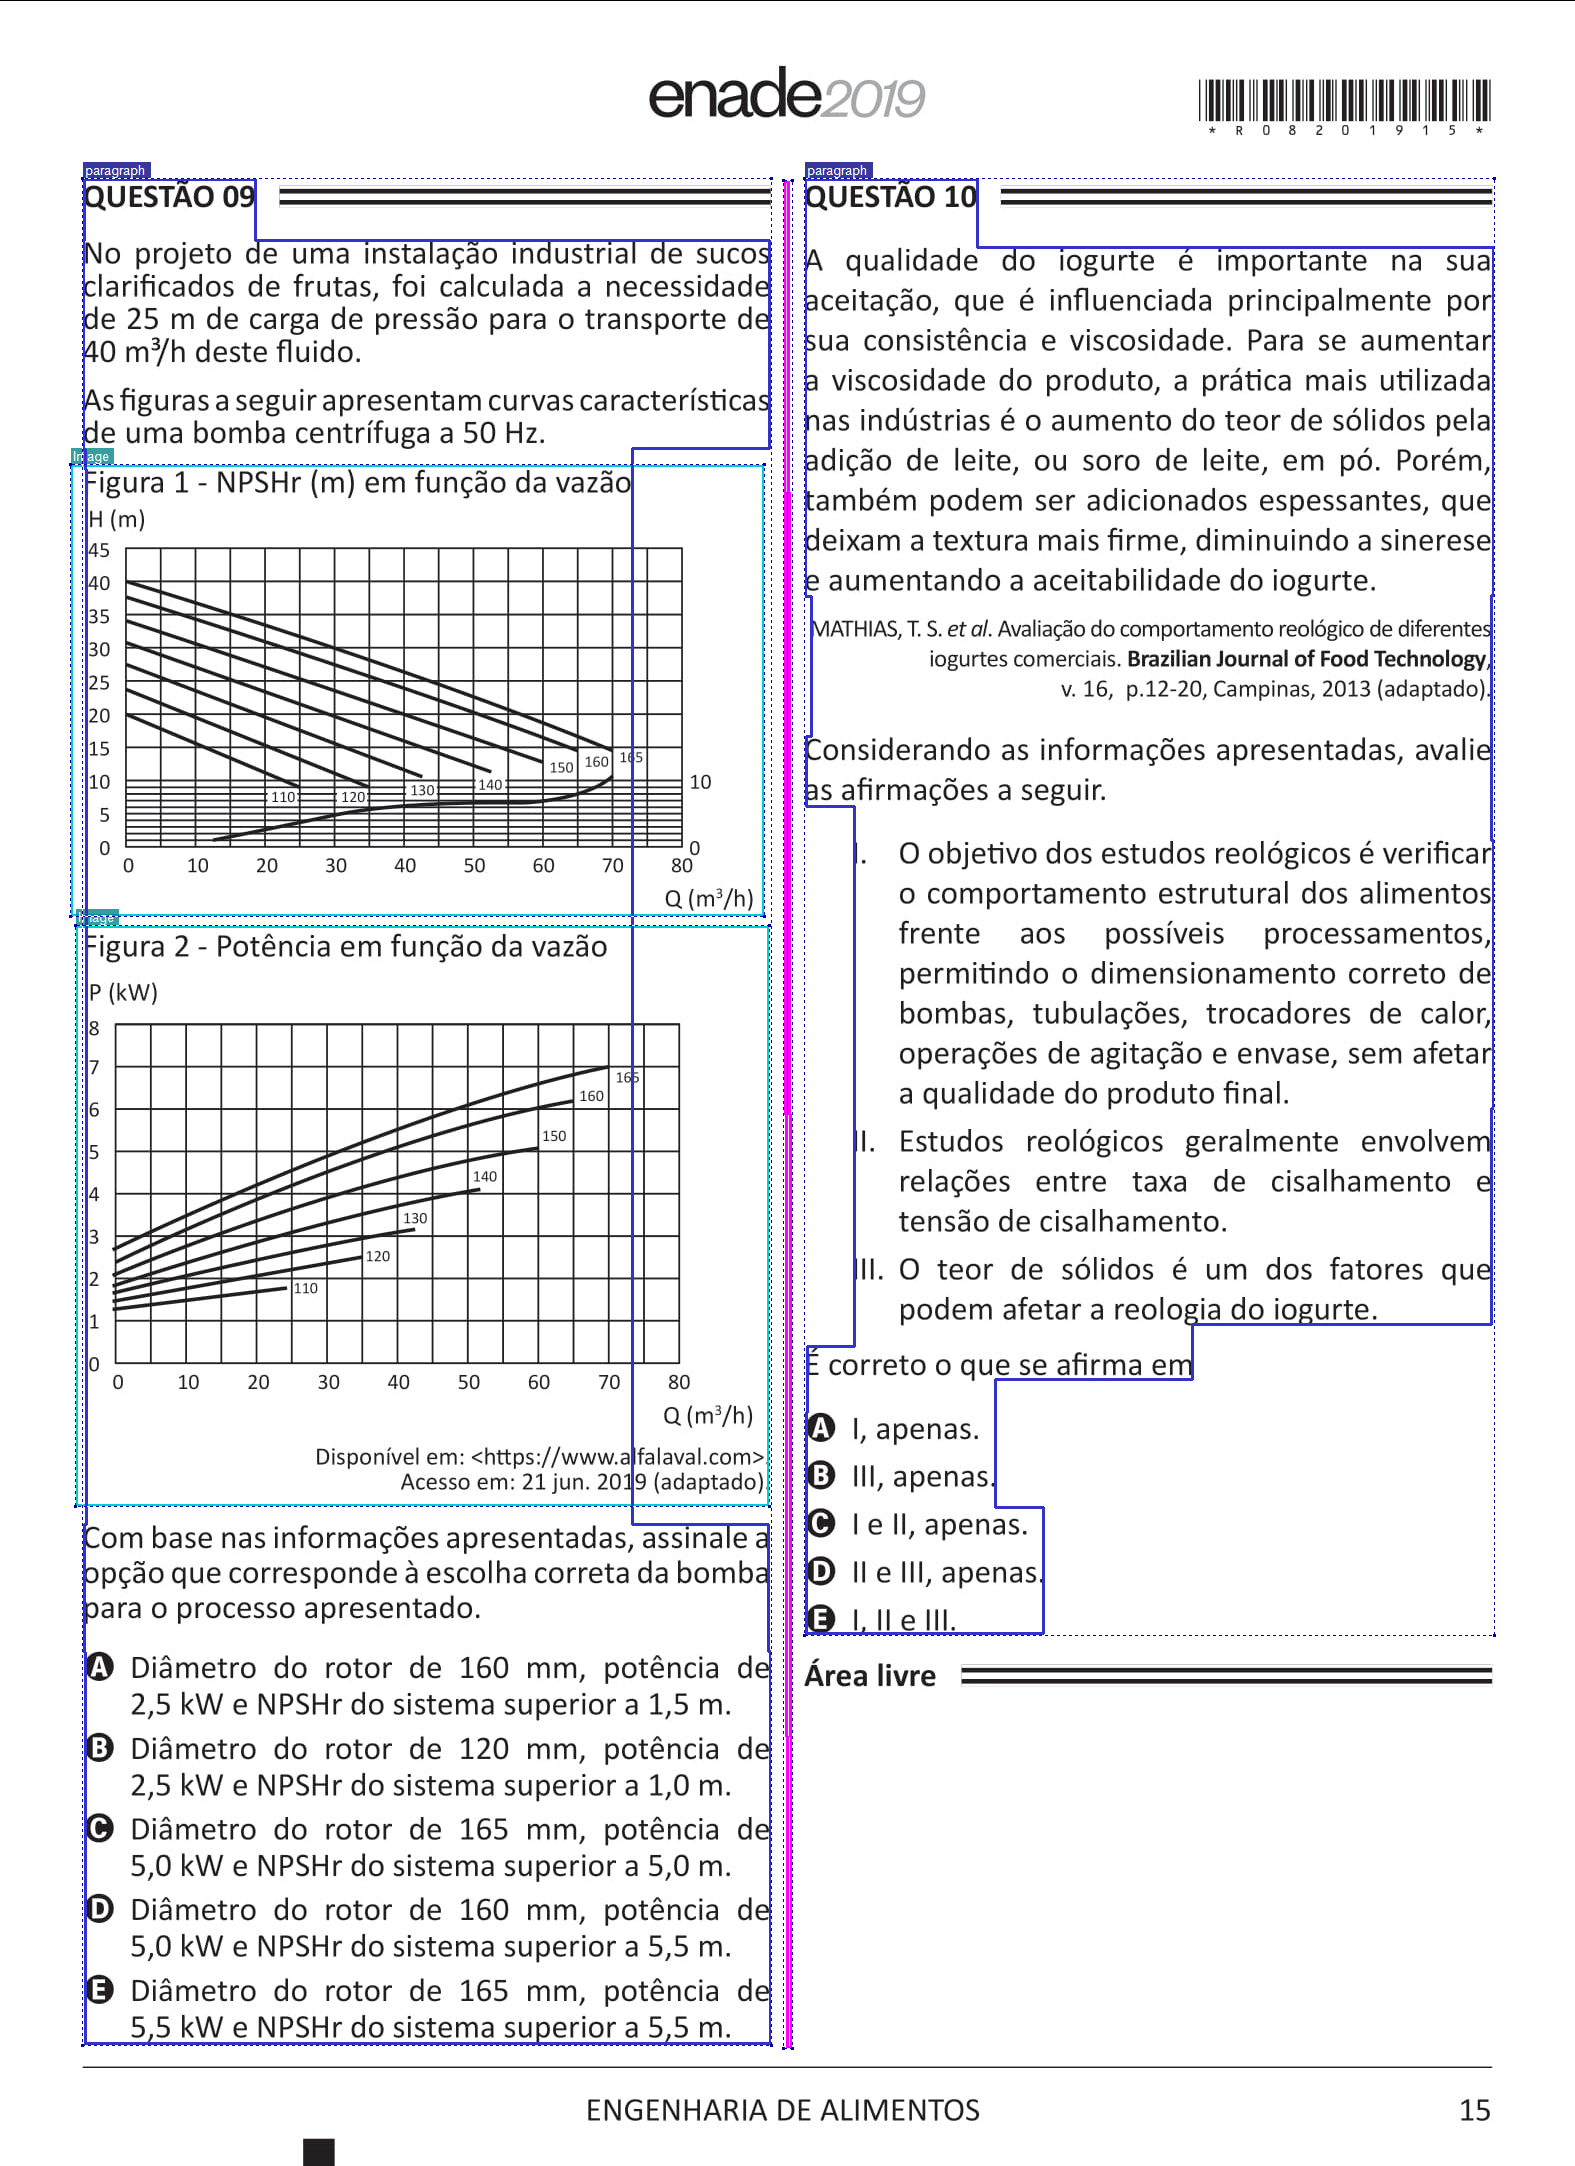 enade2019
*R08201915*
paragraph
QUESTÃO 09
No projeto de uma instalação industrial de sucos
clarificados de frutas, foi calculada a necessidade
de 25 m de carga de pressão para o transporte de
40 m³/h deste fluido.
As figuras a seguir apresentam curvas características
de uma bomba centrífuga a 50 Hz.
Image
Figura 1 - NPSHr (m) em função da vazão
H (m)
45
40
35
30
25
20
15
10
5
0
165
160
150
140
130
120
110
10
0
0 10 20 30 40 50 60 70 80
Q (m³/h)
Image
Figura 2 - Potência em função da vazão
P (kW)
8
7
6
5
4
3
2
1
0
165
160
150
140
130
120
110
0 10 20 30 40 50 60 70 80
Q (m³/h)
Disponível em: <https://www.alfalaval.com>.
Acesso em: 21 jun. 2019 (adaptado).
Com base nas informações apresentadas, assinale a
opção que corresponde à escolha correta da bomba
para o processo apresentado.
A Diâmetro do rotor de 160 mm, potência de
2,5 kW e NPSHr do sistema superior a 1,5 m.
B Diâmetro do rotor de 120 mm, potência de
2,5 kW e NPSHr do sistema superior a 1,0 m.
C Diâmetro do rotor de 165 mm, potência de
5,0 kW e NPSHr do sistema superior a 5,0 m.
D Diâmetro do rotor de 160 mm, potência de
5,0 kW e NPSHr do sistema superior a 5,5 m.
E Diâmetro do rotor de 165 mm, potência de
5,5 kW e NPSHr do sistema superior a 5,5 m.
paragraph
QUESTÃO 10
A qualidade do iogurte é importante na sua
aceitação, que é influenciada principalmente por
sua consistência e viscosidade. Para se aumentar
a viscosidade do produto, a prática mais utilizada
nas indústrias é o aumento do teor de sólidos pela
adição de leite, ou soro de leite, em pó. Porém,
também podem ser adicionados espessantes, que
deixam a textura mais firme, diminuindo a sinerese
e aumentando a aceitabilidade do iogurte.
MATHIAS, T. S. et al. Avaliação do comportamento reológico de diferentes
iogurtes comerciais. Brazilian Journal of Food Technology,
v. 16, p.12-20, Campinas, 2013 (adaptado).
Considerando as informações apresentadas, avalie
as afirmações a seguir.
I. O objetivo dos estudos reológicos é verificar
o comportamento estrutural dos alimentos
frente aos possíveis processamentos,
permitindo o dimensionamento correto de
bombas, tubulações, trocadores de calor,
operações de agitação e envase, sem afetar
a qualidade do produto final.
II. Estudos reológicos geralmente envolvem
relações entre taxa de cisalhamento e
tensão de cisalhamento.
III. O teor de sólidos é um dos fatores que
podem afetar a reologia do iogurte.
É correto o que se afirma em
A I, apenas.
B III, apenas.
C I e II, apenas.
D II e III, apenas.
E I, II e III.
Área livre
ENGENHARIA DE ALIMENTOS
15